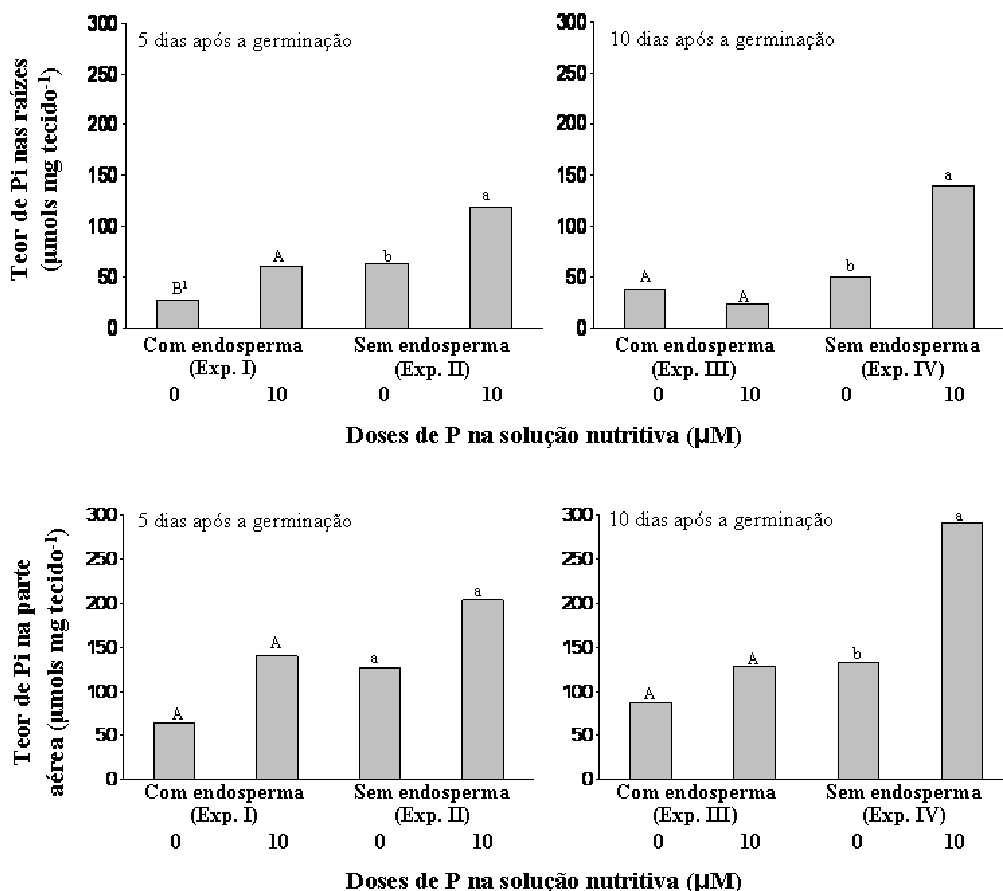 Teor de Pi nas raízes
(µmols mg tecido-1)
300
250
200
150
100
50
0
5 dias após a germinação
B1
A
b
a
Com endosperma
(Exp. I)
Sem endosperma
(Exp. II)
0
10
0
10
300
250
200
150
100
50
0
10 dias após a germinação
A
A
b
a
Com endosperma
(Exp. III)
Sem endosperma
(Exp. IV)
0
10
0
10
Doses de P na solução nutritiva (µM)
Teor de Pi na parte
aérea (µmols mg tecido-1)
300
250
200
150
100
50
0
5 dias após a germinação
A
A
a
a
Com endosperma
(Exp. I)
Sem endosperma
(Exp. II)
0
10
0
10
300
250
200
150
100
50
0
10 dias após a germinação
A
A
b
a
Com endosperma
(Exp. III)
Sem endosperma
(Exp. IV)
0
10
0
10
Doses de P na solução nutritiva (µM)